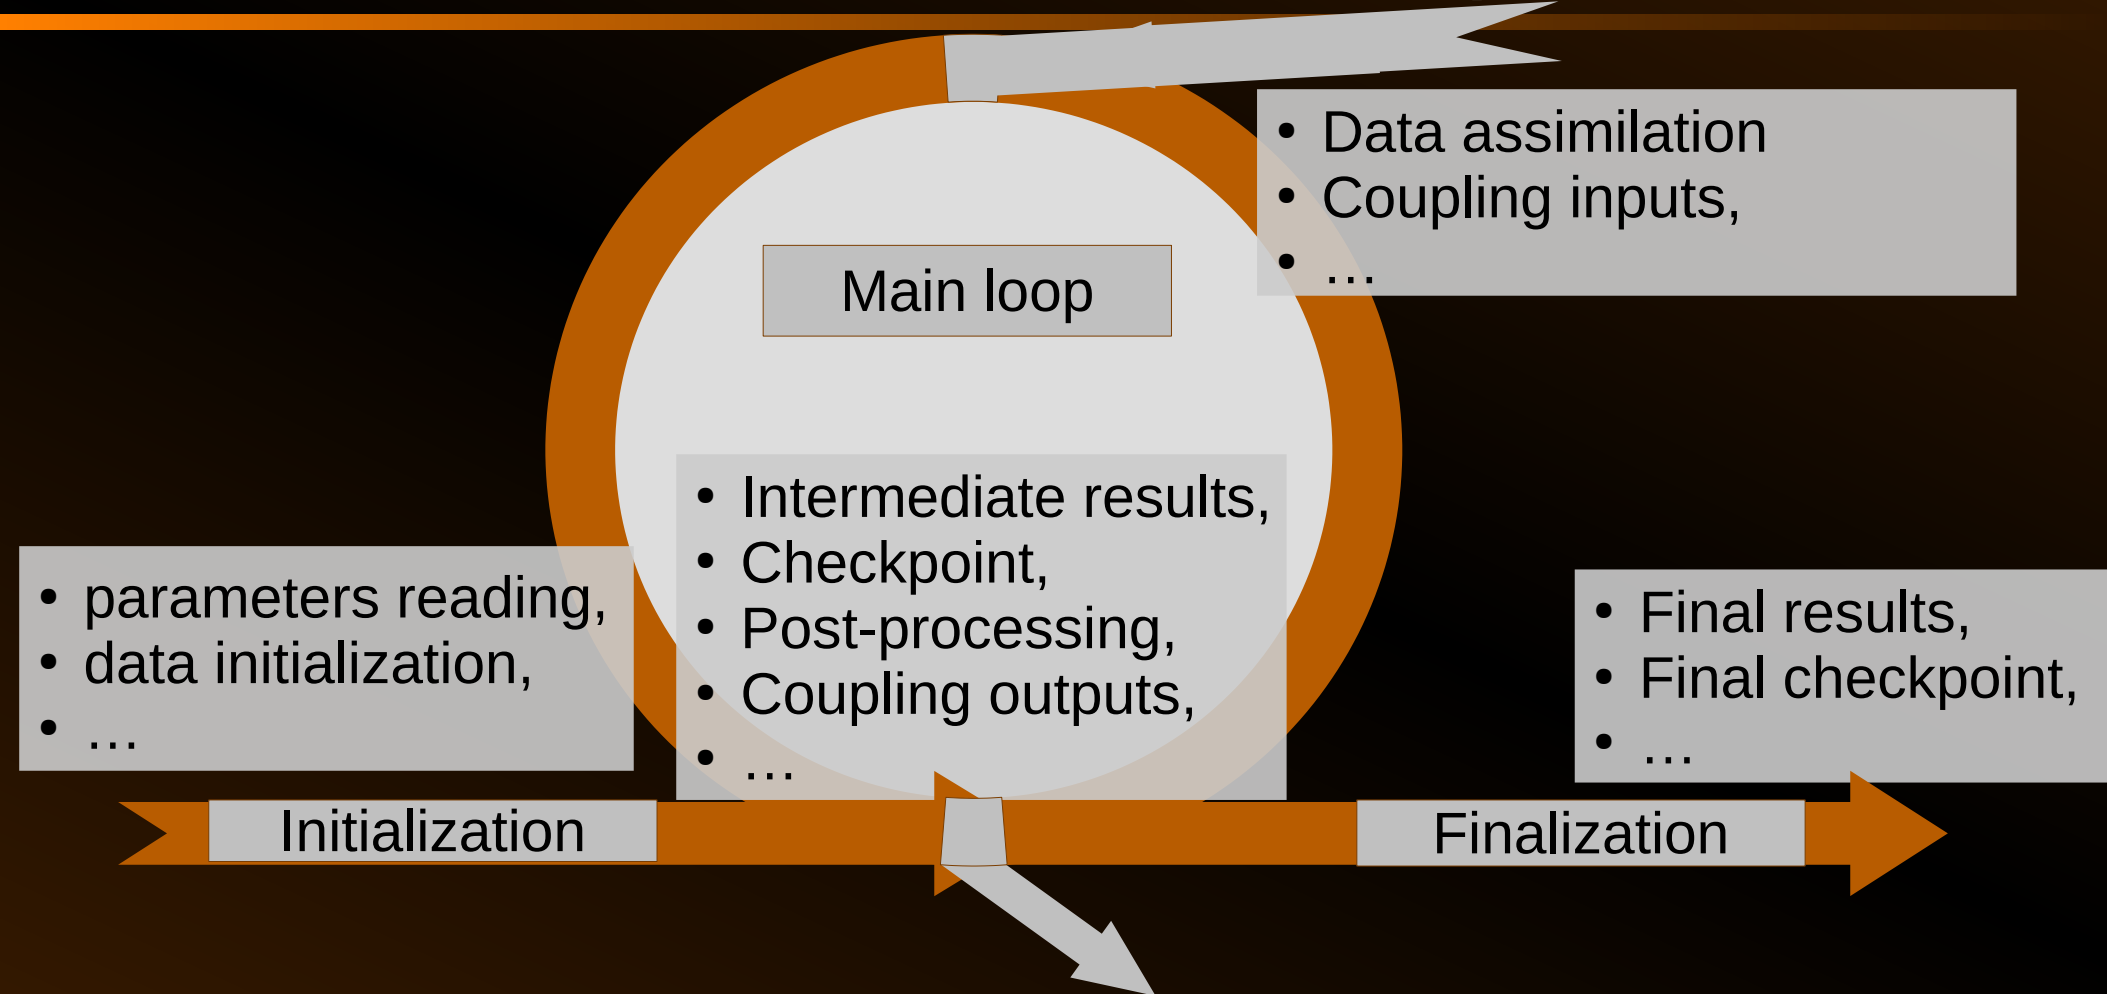 • Data assimilation
• Coupling inputs,
• …
Main loop
• Intermediate results,
• Checkpoint,
• Post-processing,
• Coupling outputs,
• …
• parameters reading,
• data initialization,
• …
• Final results,
• Final checkpoint,
• …
Initialization
Finalization